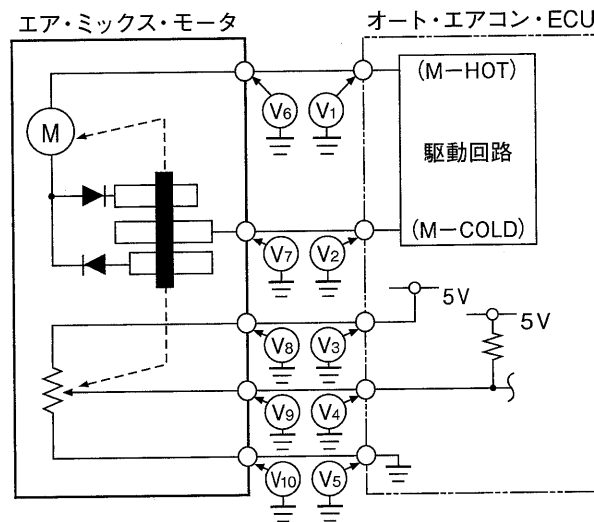 エア・ミックス・モータ
オート・エアコン・ECU
M
V6
V1
(M－HOT)
駆動回路
(M－COLD)
V7
V2
5V
5V
V8
V3
V9
V4
V10
V5